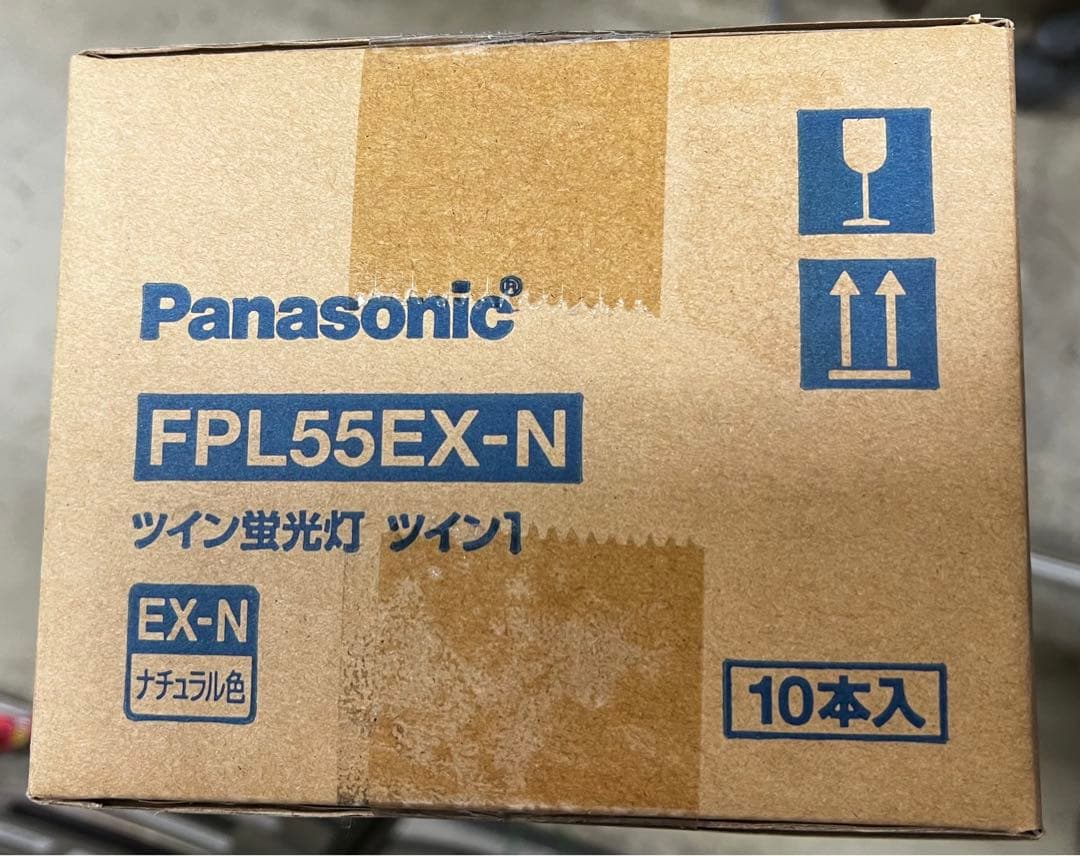 Panasonic®
FPL55EX-N
ツイン蛍光灯 ツイン1
EX-N
ナチュラル色
10本入